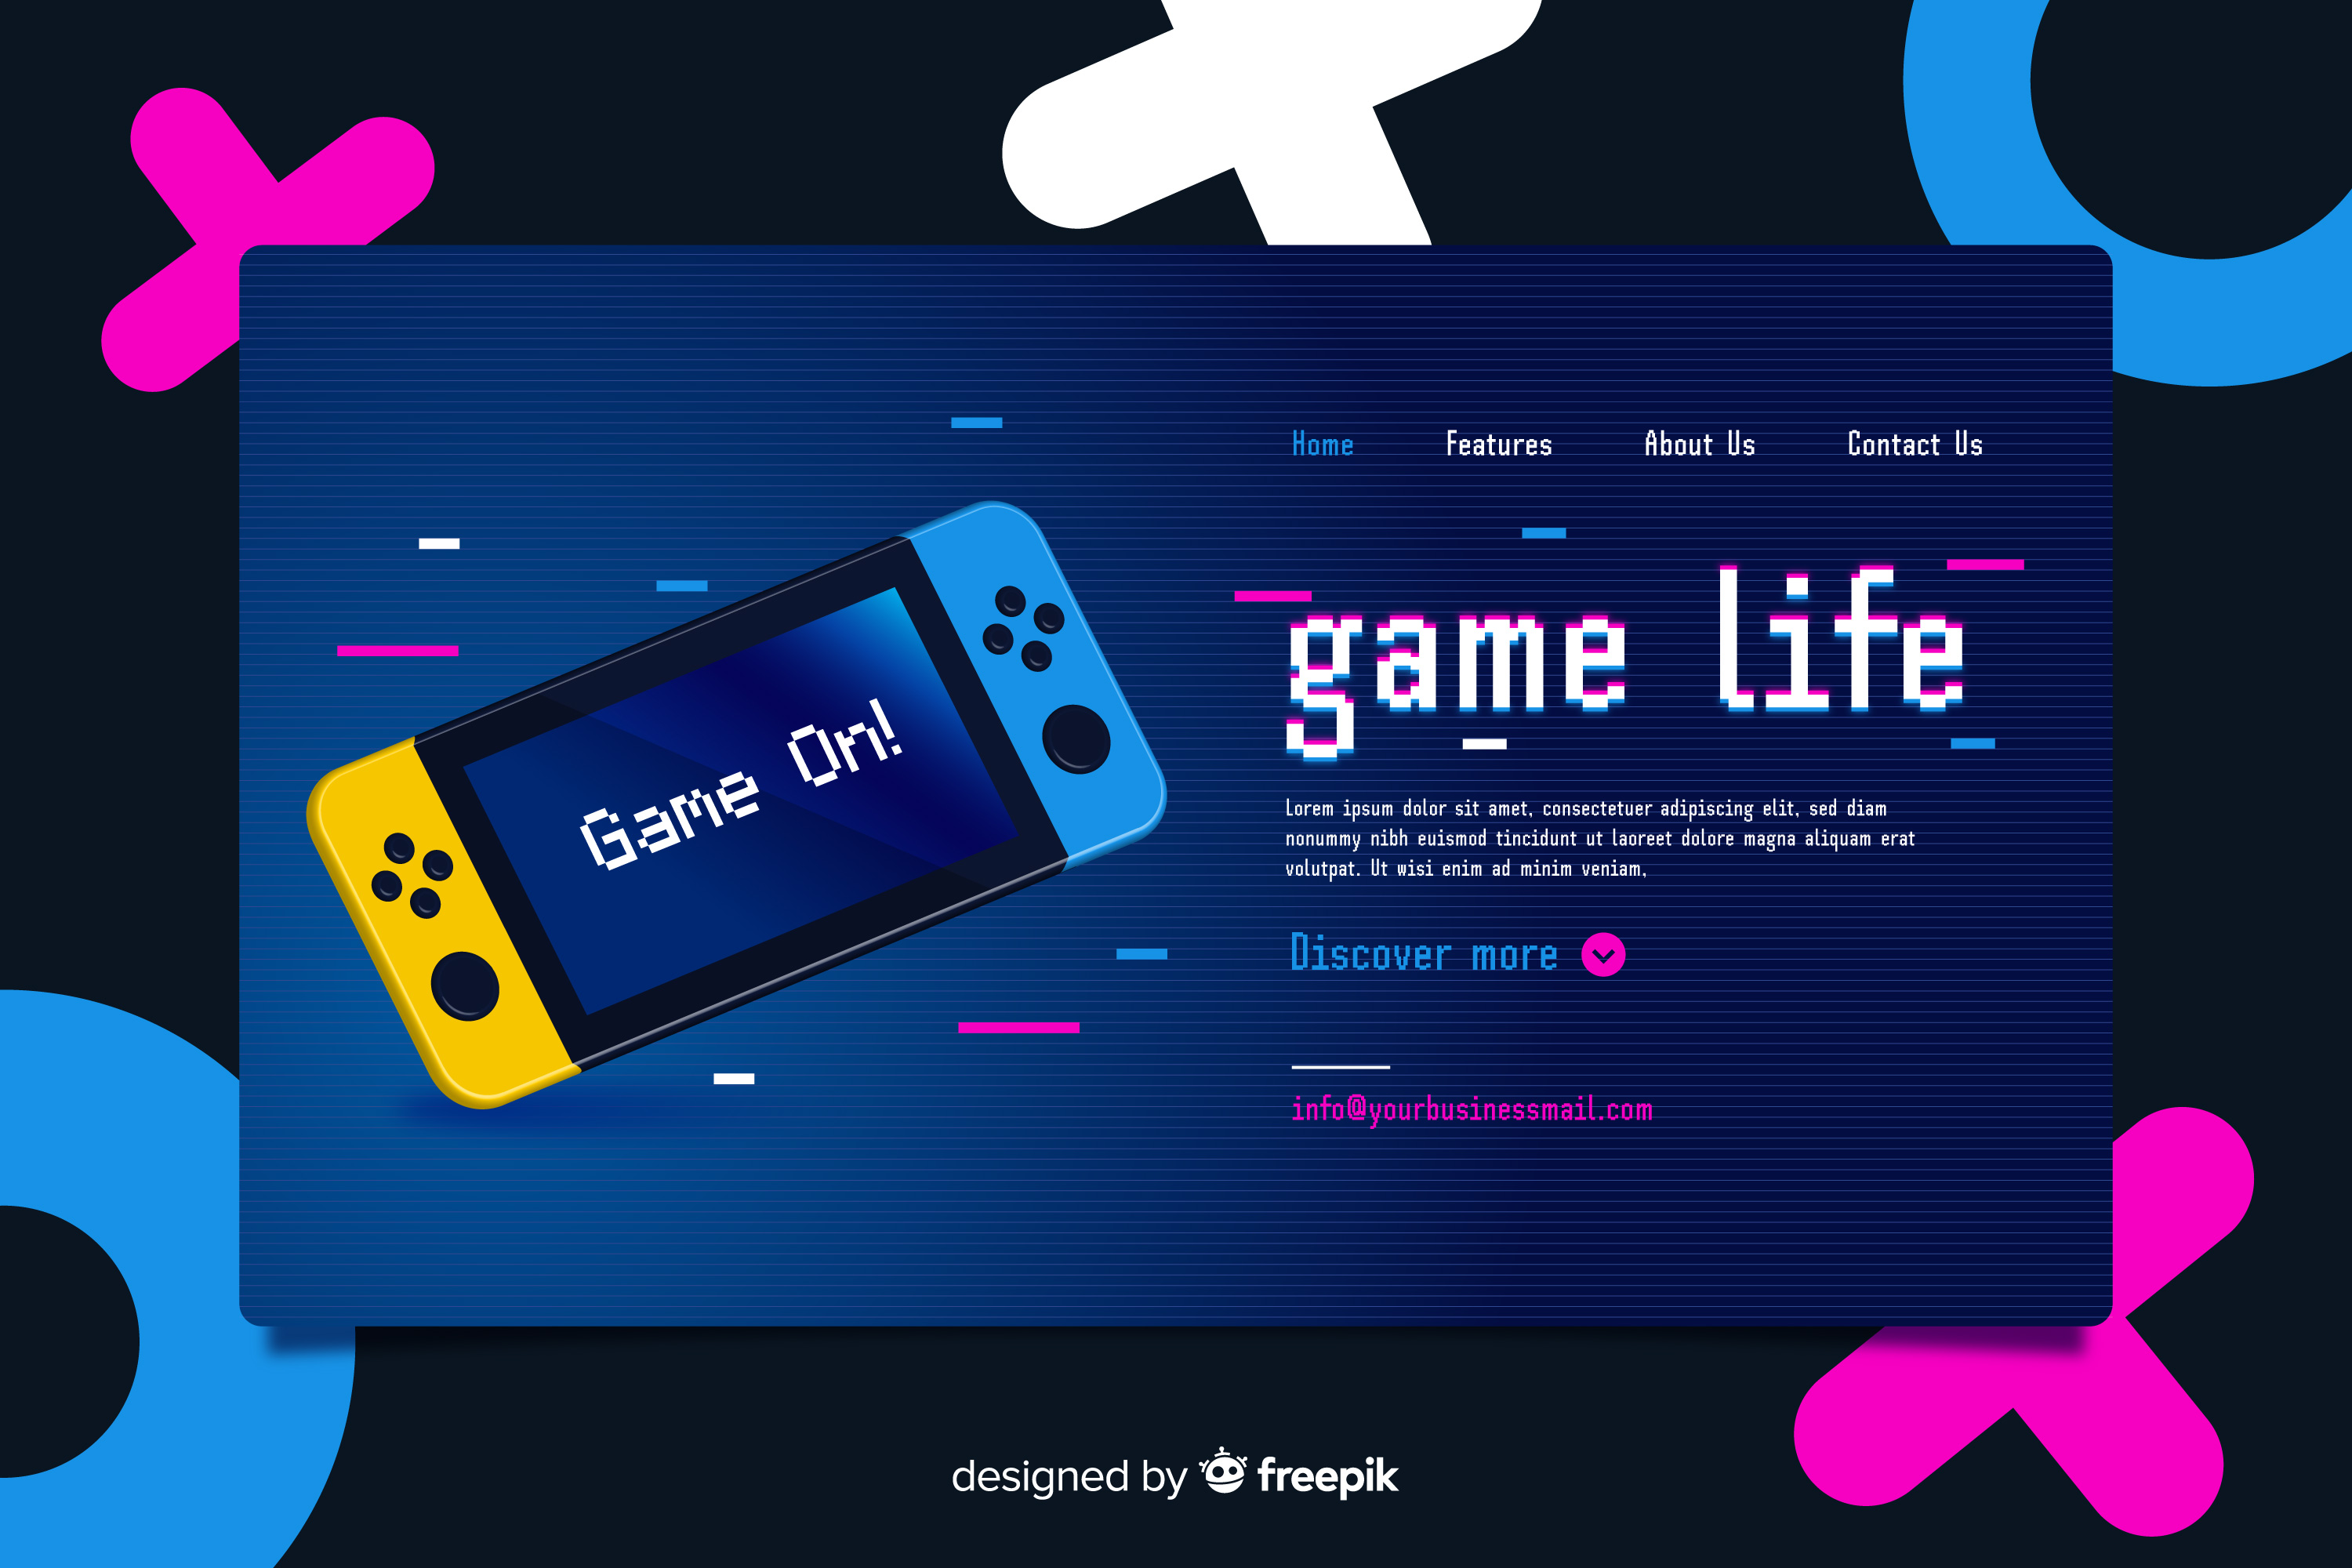 Home Features About Us Contact Us
game life
Game On!
Lorem ipsum dolor sit amet, consectetuer adipiscing elit, sed diam
nonummy nibh euismod tincidunt ut laoreet dolore magna aliquam erat
volutpat. Ut wisi enim ad minim veniam,
Discover more
info@yourbusinessmail.com
designed by freepik